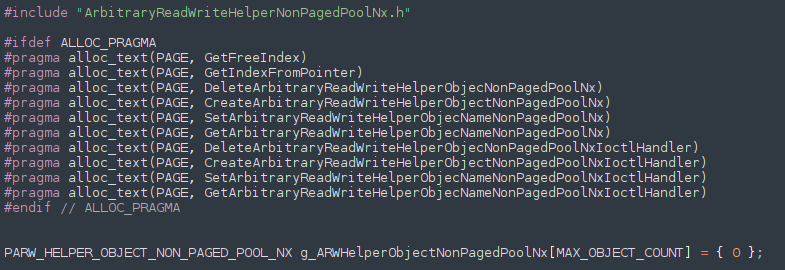 #include "ArbitraryReadWriteHelperNonPagedPoolNx.h"
#ifdef ALLOC_PRAGMA
#pragma alloc_text(PAGE, GetFreeIndex)
#pragma alloc_text(PAGE, GetIndexFromPointer)
#pragma alloc_text(PAGE, DeleteArbitraryReadWriteHelperObjecNonPagedPoolNx)
#pragma alloc_text(PAGE, CreateArbitraryReadWriteHelperObjectNonPagedPoolNx)
#pragma alloc_text(PAGE, SetArbitraryReadWriteHelperObjecNameNonPagedPoolNx)
#pragma alloc_text(PAGE, GetArbitraryReadWriteHelperObjecNameNonPagedPoolNx)
#pragma alloc_text(PAGE, DeleteArbitraryReadWriteHelperObjecNonPagedPoolNxIoctlHandler)
#pragma alloc_text(PAGE, CreateArbitraryReadWriteHelperObjectNonPagedPoolNxIoctlHandler)
#pragma alloc_text(PAGE, SetArbitraryReadWriteHelperObjecNameNonPagedPoolNxIoctlHandler)
#pragma alloc_text(PAGE, GetArbitraryReadWriteHelperObjecNameNonPagedPoolNxIoctlHandler)
#endif // ALLOC_PRAGMA
PARW_HELPER_OBJECT_NON_PAGED_POOL_NX g_ARWHelperObjectNonPagedPoolNx[MAX_OBJECT_COUNT] = { 0 };